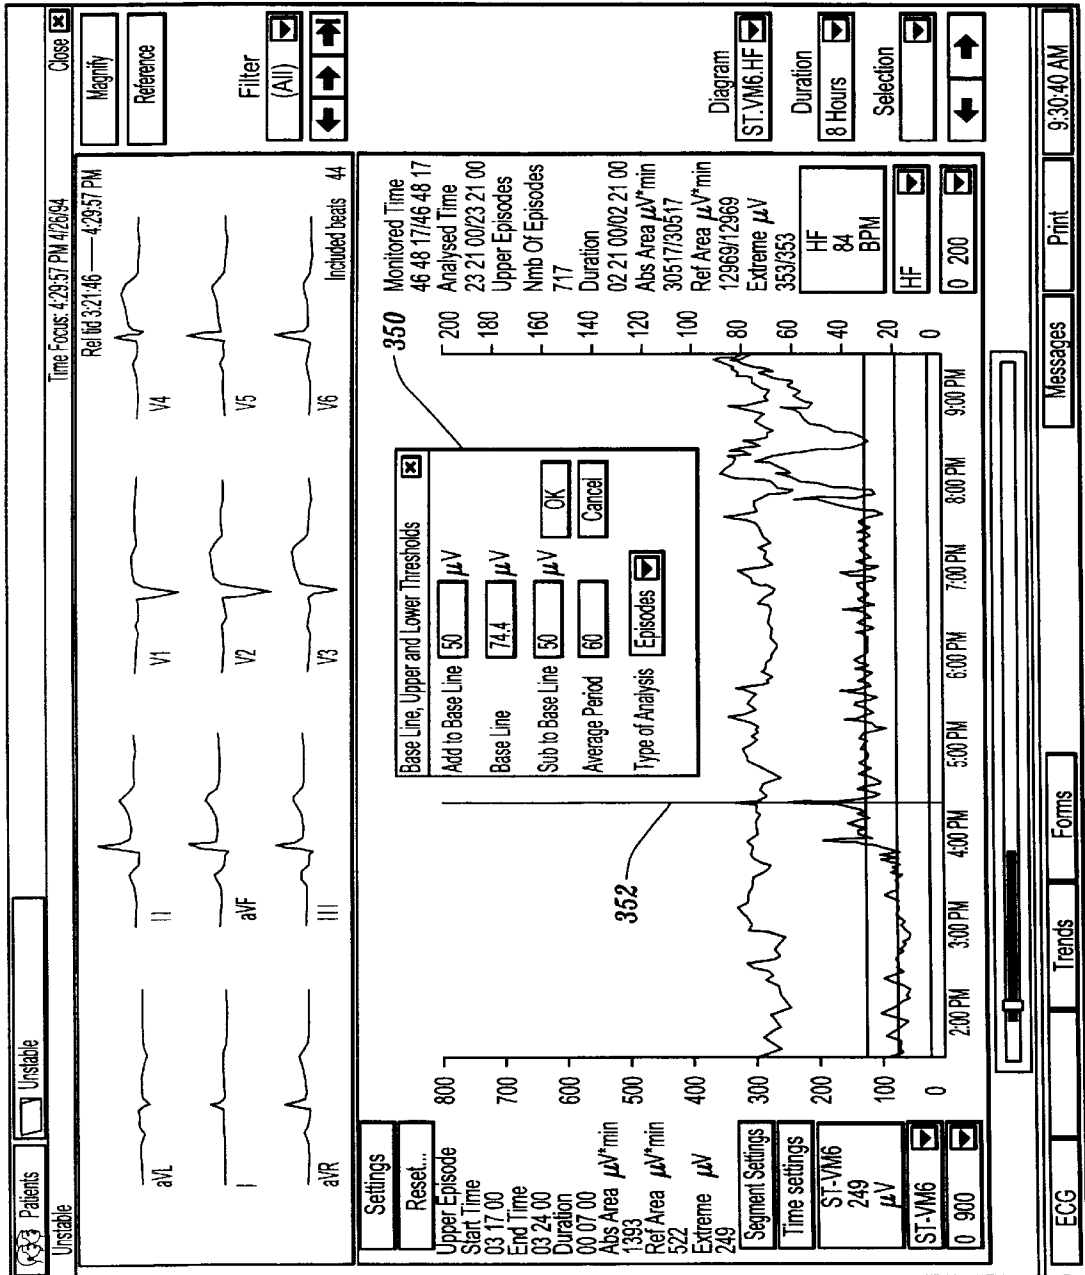 Patients
Unstable
Unstable
Time Focus: 4:29:57 PM 4/26/94
Close
Rel tid 3:21:46 — 4:29:57 PM
aVL
I
aVR
II
aVF
III
V1
V2
V3
V4
V5
V6
Included beats 44
Magnify
Reference
Filter
(All)
Settings
Reset...
Upper Episode
Start Time
03 17 00
End Time
03 24 00
Duration
00 07 00
Abs Area µV*min
1393
Ref Area µV*min
522
Extreme µV
249
Segment Settings
Time settings
ST-VM6
249
µV
ST-VM6
0 900
800
700
600
500
400
300
200
100
0
352
350
Base Line, Upper and Lower Thresholds
Add to Base Line 50 µV
Base Line 74.4 µV
Sub to Base Line 50 µV
Average Period 60
Type of Analysis Episodes
OK
Cancel
2:00 PM 3:00 PM 4:00 PM 5:00 PM 6:00 PM 7:00 PM 8:00 PM 9:00 PM
200
180
160
140
120
100
80
60
40
20
0
Monitored Time
46 48 17/46 48 17
Analysed Time
23 21 00/23 21 00
Upper Episodes
Nmb Of Episodes
717
Duration
02 21 00/02 21 00
Abs Area µV*min
30517/30517
Ref Area µV*min
12969/12969
Extreme µV
353/353
HF
84
BPM
HF
0 200
Diagram
ST.VM6.HF
Duration
8 Hours
Selection
ECG
Trends
Forms
Messages
Print
9:30:40 AM